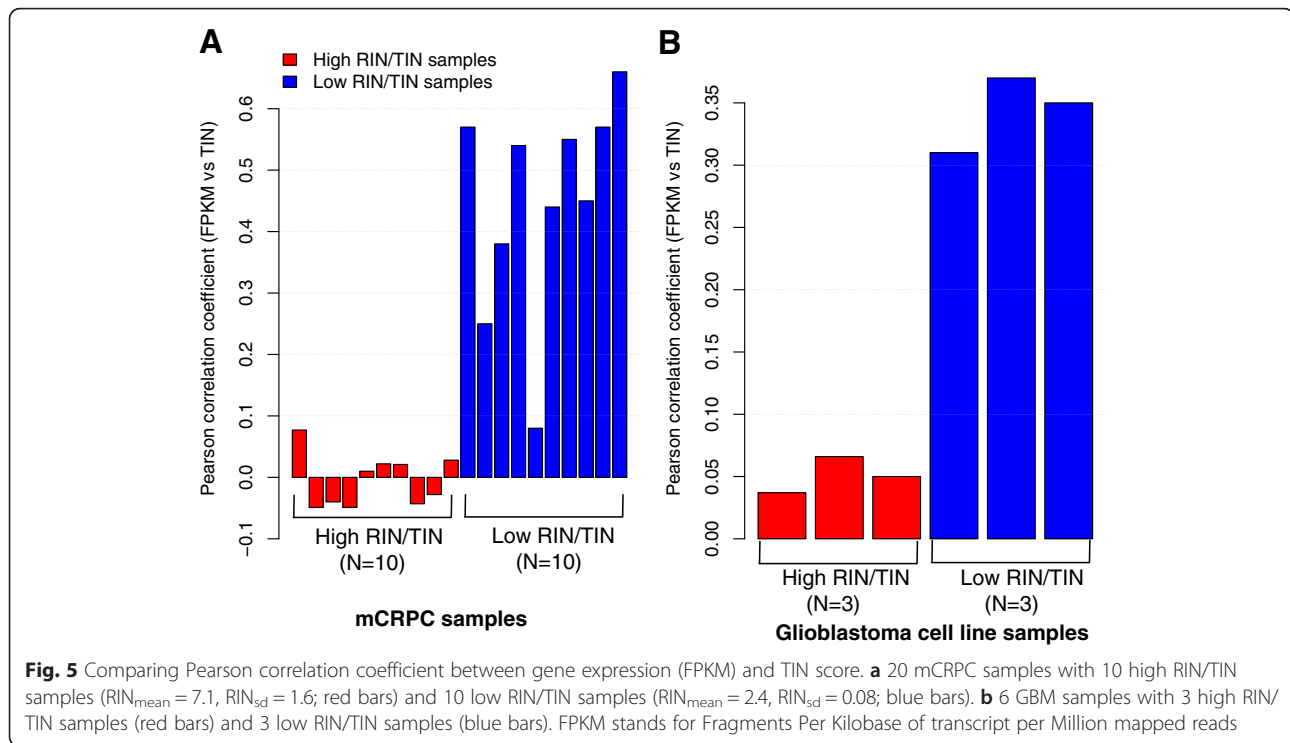 A
High RIN/TIN samples
Low RIN/TIN samples
Pearson correlation coefficient (FPKM vs TIN)
0.6
0.5
0.4
0.3
0.2
0.1
0.0
−0.1
High RIN/TIN
(N=10)
Low RIN/TIN
(N=10)
mCRPC samples
B
Pearson correlation coefficient (FPKM vs TIN)
0.35
0.30
0.25
0.20
0.15
0.10
0.05
0.00
High RIN/TIN
(N=3)
Low RIN/TIN
(N=3)
Glioblastoma cell line samples
Fig. 5 Comparing Pearson correlation coefficient between gene expression (FPKM) and TIN score. a 20 mCRPC samples with 10 high RIN/TIN
samples (RINmean = 7.1, RINsd = 1.6; red bars) and 10 low RIN/TIN samples (RINmean = 2.4, RINsd = 0.08; blue bars). b 6 GBM samples with 3 high RIN/
TIN samples (red bars) and 3 low RIN/TIN samples (blue bars). FPKM stands for Fragments Per Kilobase of transcript per Million mapped reads